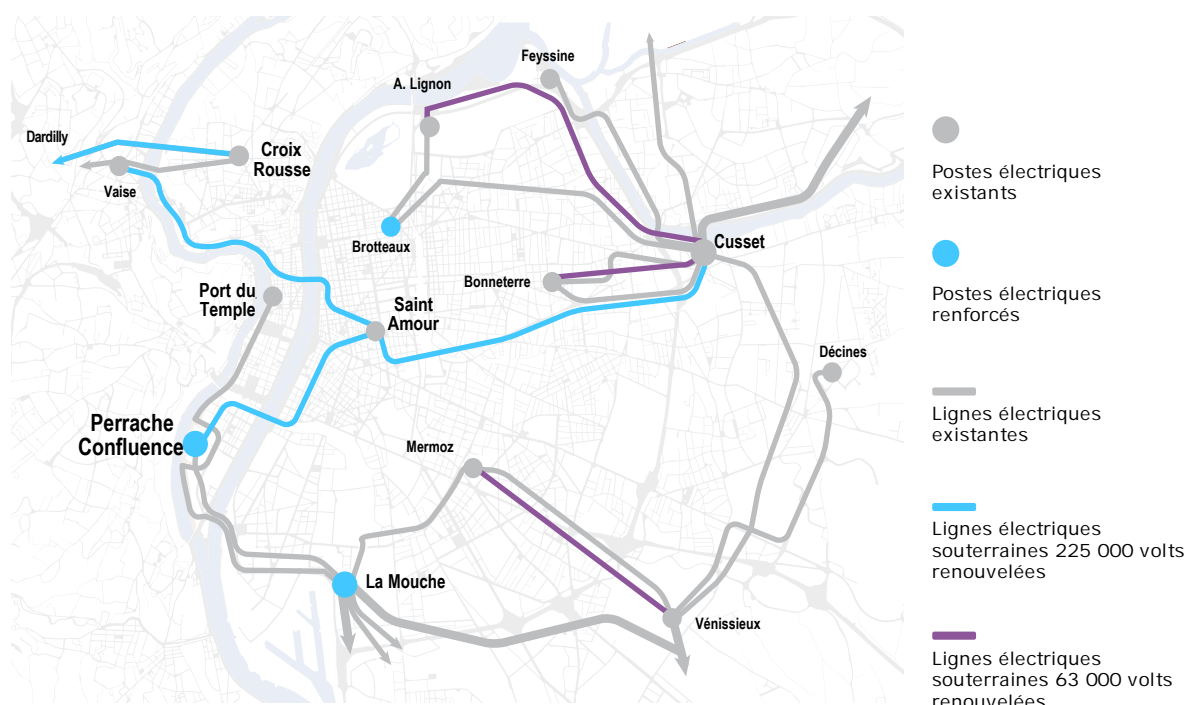 Feyssine
A. Lignon
Dardilly
Croix
Rousse
Vaise
Brotteaux
Cusset
Bonneterre
Port du
Temple
Saint
Amour
Décines
Perrache
Confluence
Mermoz
La Mouche
Vénissieux
Postes électriques
existants
Postes électriques
renforcés
Lignes électriques
existantes
Lignes électriques
souterraines 225 000 volts
renouvelées
Lignes électriques
souterraines 63 000 volts
renouvelées